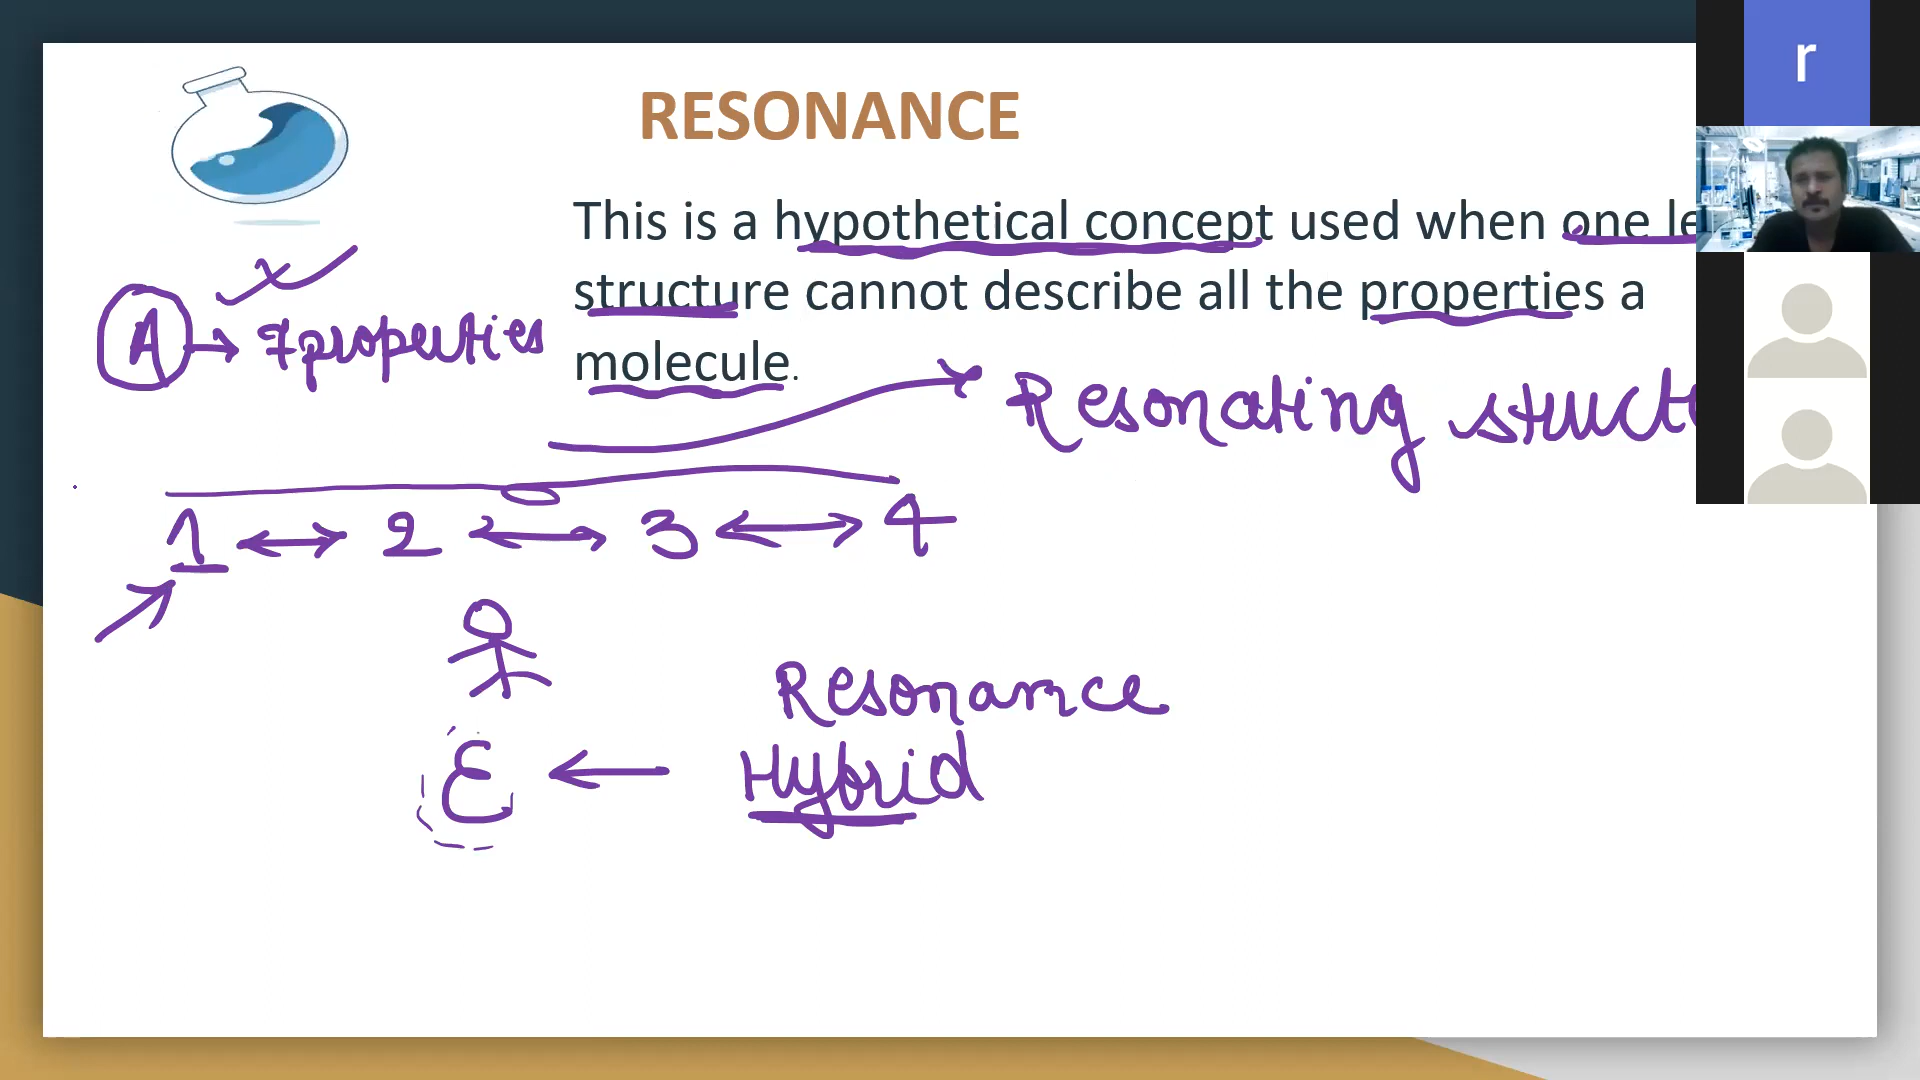 RESONANCE
r
This is a hypothetical concept used when one le
structure cannot describe all the properties a
molecule.
A → 7 properties
Resonating struct
1 ↔ 2 ↔ 3 ↔ 4
Resonance
E ← Hybrid